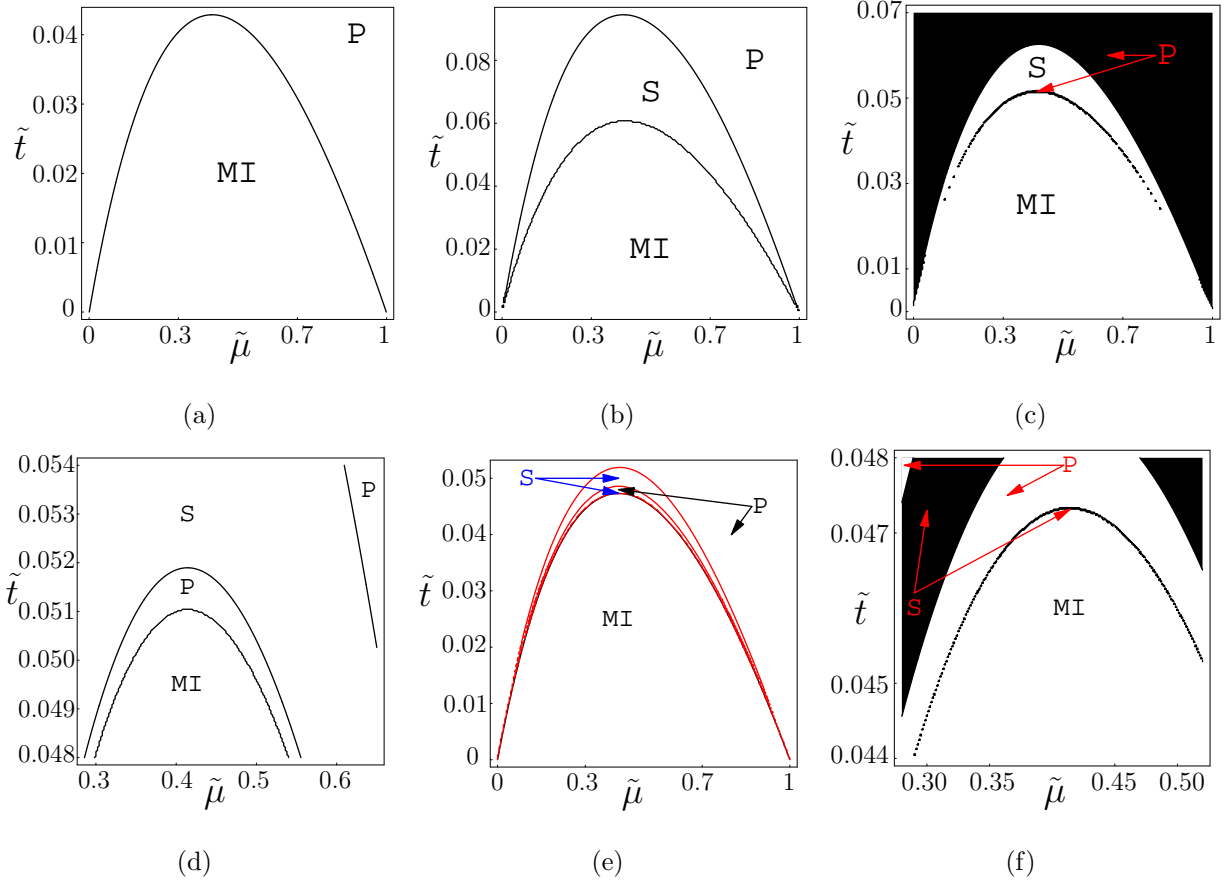 0.04
0.03
0.02
0.01
0
t̃
P
MI
0 0.3 0.7 1
μ̃
(a)
0.08
0.06
0.04
0.02
0
t̃
P
S
MI
0 0.3 0.7 1
μ̃
(b)
0.07
0.05
0.03
0.01
0
t̃
S
P
MI
0 0.3 0.7 1
μ̃
(c)
0.054
0.053
0.052
0.051
0.050
0.049
0.048
t̃
P
S
P
MI
0.3 0.4 0.5 0.6
μ̃
(d)
0.05
0.04
0.03
0.02
0.01
0
t̃
S
P
MI
0 0.3 0.7 1
μ̃
(e)
0.048
0.047
0.045
0.044
t̃
P
S
MI
0.30 0.35 0.45 0.50
μ̃
(f)